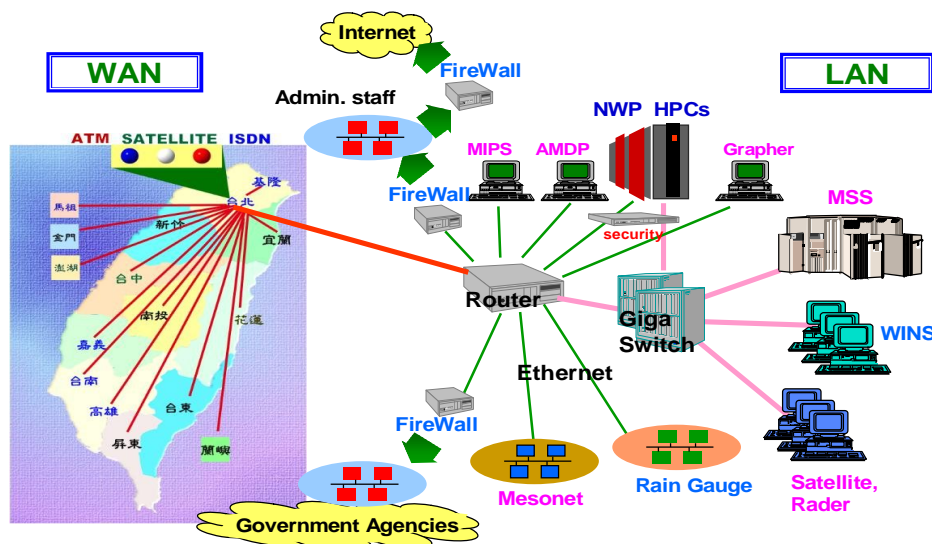 Internet
WAN
FireWall
LAN
Admin. staff
NWP HPCs
ATM SATELLITE ISDN
MIPS
AMDP
Grapher
基隆
FireWall
台北
馬祖
MSS
新竹
security
金門
宜蘭
澎湖
台中
Router
南投
花蓮
Giga
Switch
WINS
嘉義
Ethernet
台南
台東
高雄
FireWall
屏東
蘭嶼
Mesonet
Rain Gauge
Satellite,
Rader
Government Agencies